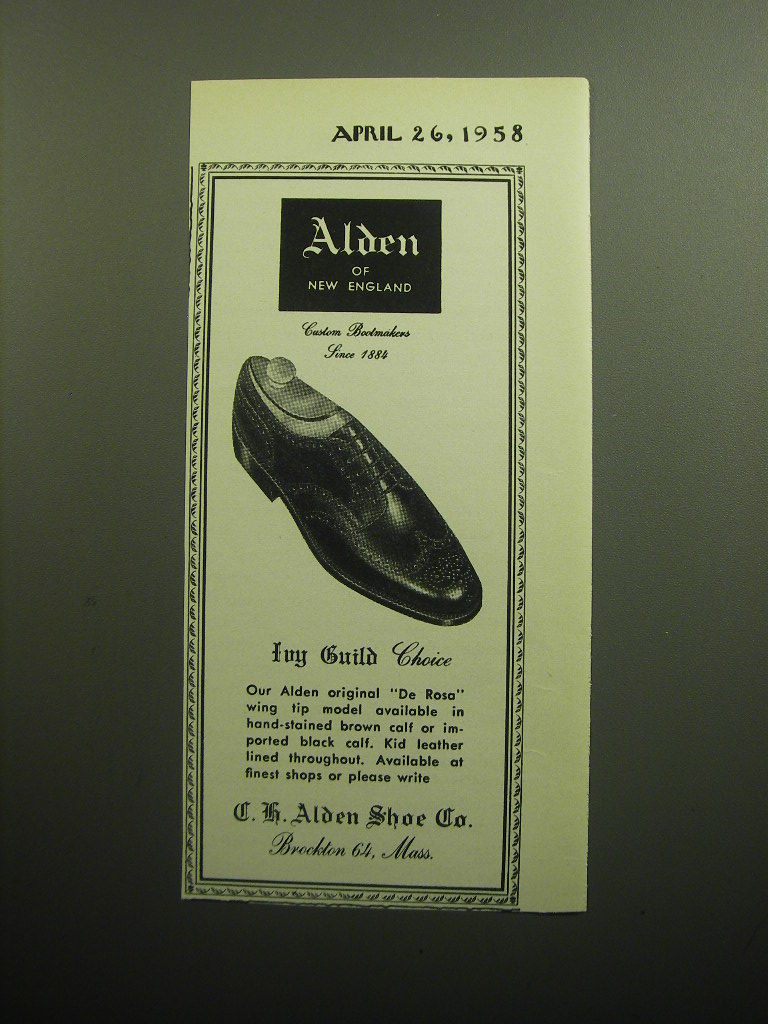 APRIL 26, 1958
Alden
OF
NEW ENGLAND
Custom Bootmakers
Since 1884
Ivy Guild Choice
Our Alden original "De Rosa"
wing tip model available in
hand-stained brown calf or im-
ported black calf. Kid leather
lined throughout. Available at
finest shops or please write
C. H. Alden Shoe Co.
Brockton 64, Mass.